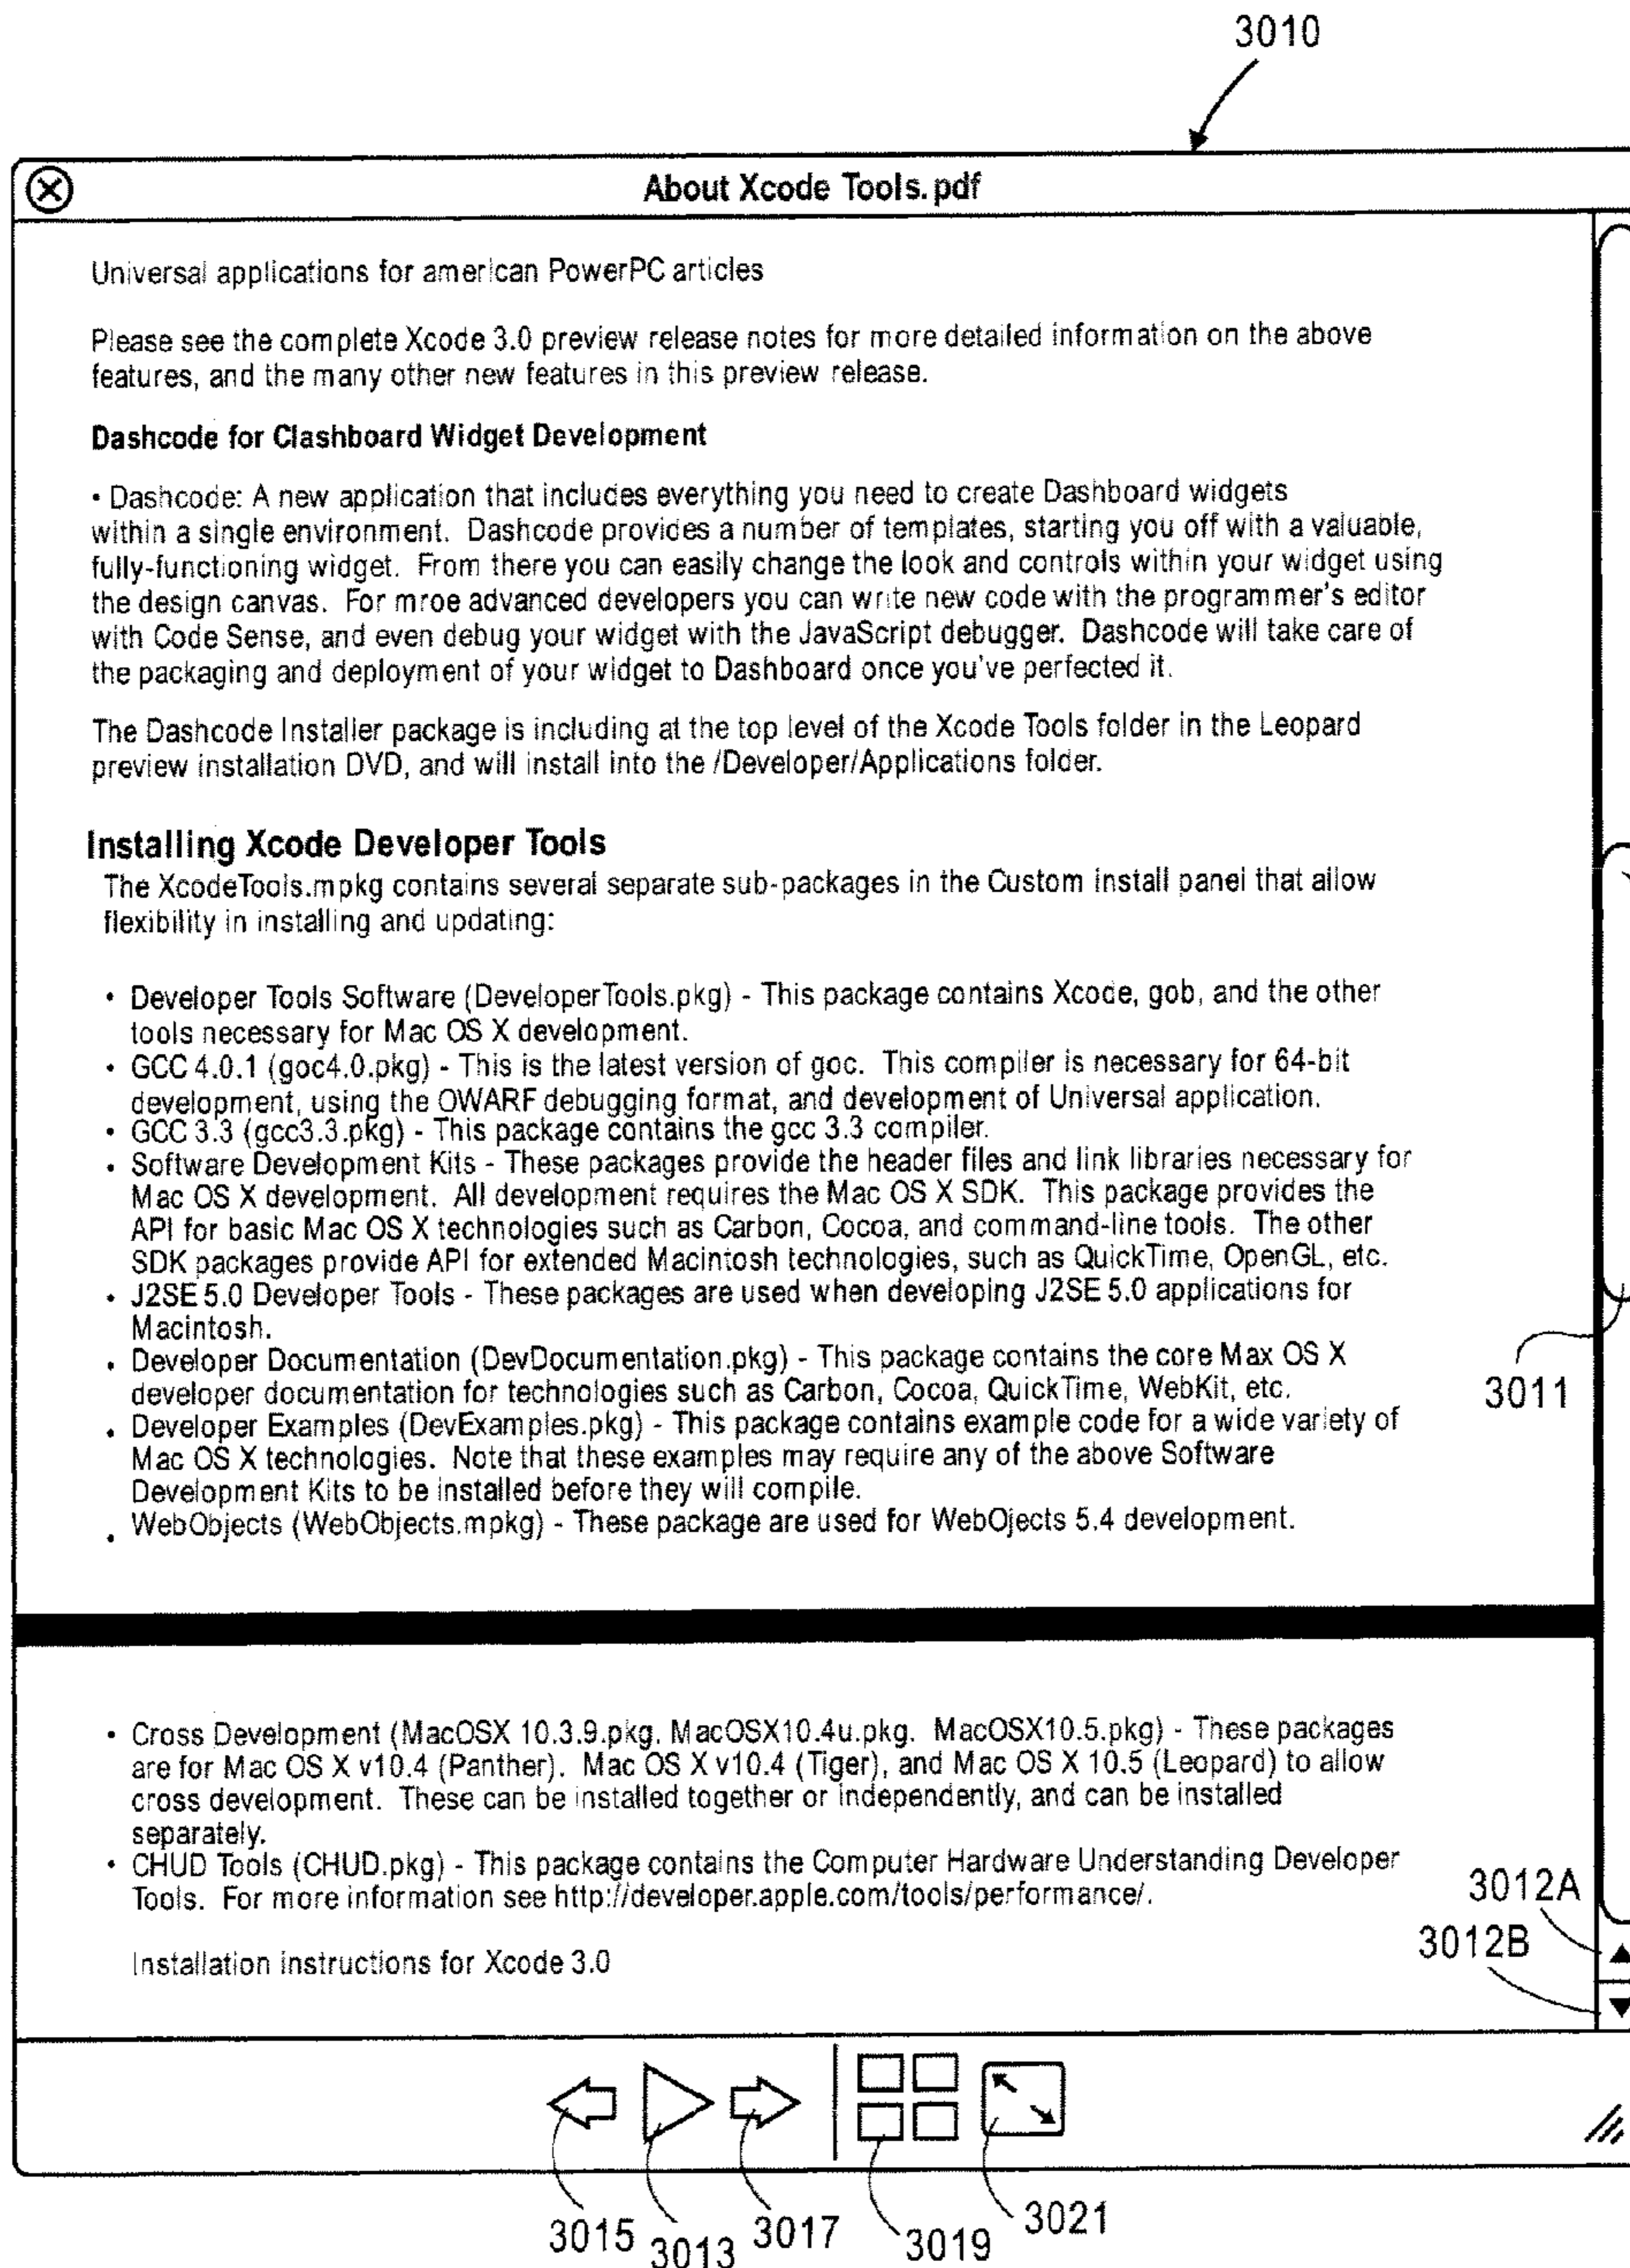 3010
About Xcode Tools.pdf
Universal applications for american PowerPC articles
Please see the complete Xcode 3.0 preview release notes for more detailed information on the above
features, and the many other new features in this preview release.
Dashcode for Clashboard Widget Development
• Dashcode: A new application that includes everything you need to create Dashboard widgets
within a single environment. Dashcode provides a number of templates, starting you off with a valuable,
fully-functioning widget. From there you can easily change the look and controls within your widget using
the design canvas. For mroe advanced developers you can write new code with the programmer's editor
with Code Sense, and even debug your widget with the JavaScript debugger. Dashcode will take care of
the packaging and deployment of your widget to Dashboard once you've perfected it.
The Dashcode Installer package is including at the top level of the Xcode Tools folder in the Leopard
preview installation DVD, and will install into the /Developer/Applications folder.
Installing Xcode Developer Tools
The XcodeTools.mpkg contains several separate sub-packages in the Custom install panel that allow
flexibility in installing and updating:
• Developer Tools Software (DeveloperTools.pkg) - This package contains Xcode, gob, and the other
tools necessary for Mac OS X development.
• GCC 4.0.1 (goc4.0.pkg) - This is the latest version of goc. This compiler is necessary for 64-bit
development, using the OWARF debugging format, and development of Universal application.
• GCC 3.3 (gcc3.3.pkg) - This package contains the gcc 3.3 compiler.
• Software Development Kits - These packages provide the header files and link libraries necessary for
Mac OS X development. All development requires the Mac OS X SDK. This package provides the
API for basic Mac OS X technologies such as Carbon, Cocoa, and command-line tools. The other
SDK packages provide API for extended Macintosh technologies, such as QuickTime, OpenGL, etc.
• J2SE 5.0 Developer Tools - These packages are used when developing J2SE 5.0 applications for
Macintosh.
• Developer Documentation (DevDocumentation.pkg) - This package contains the core Max OS X
developer documentation for technologies such as Carbon, Cocoa, QuickTime, WebKit, etc.
3011
• Developer Examples (DevExamples.pkg) - This package contains example code for a wide variety of
Mac OS X technologies. Note that these examples may require any of the above Software
Development Kits to be installed before they will compile.
• WebObjects (WebObjects.mpkg) - These package are used for WebOjects 5.4 development.
• Cross Development (MacOSX 10.3.9.pkg, MacOSX10.4u.pkg. MacOSX10.5.pkg) - These packages
are for Mac OS X v10.4 (Panther). Mac OS X v10.4 (Tiger), and Mac OS X 10.5 (Leopard) to allow
cross development. These can be installed together or independently, and can be installed
separately.
• CHUD Tools (CHUD.pkg) - This package contains the Computer Hardware Understanding Developer
Tools. For more information see http://developer.apple.com/tools/performance/.
3012A
3012B
Installation instructions for Xcode 3.0
3015 3013 3017 3019 3021